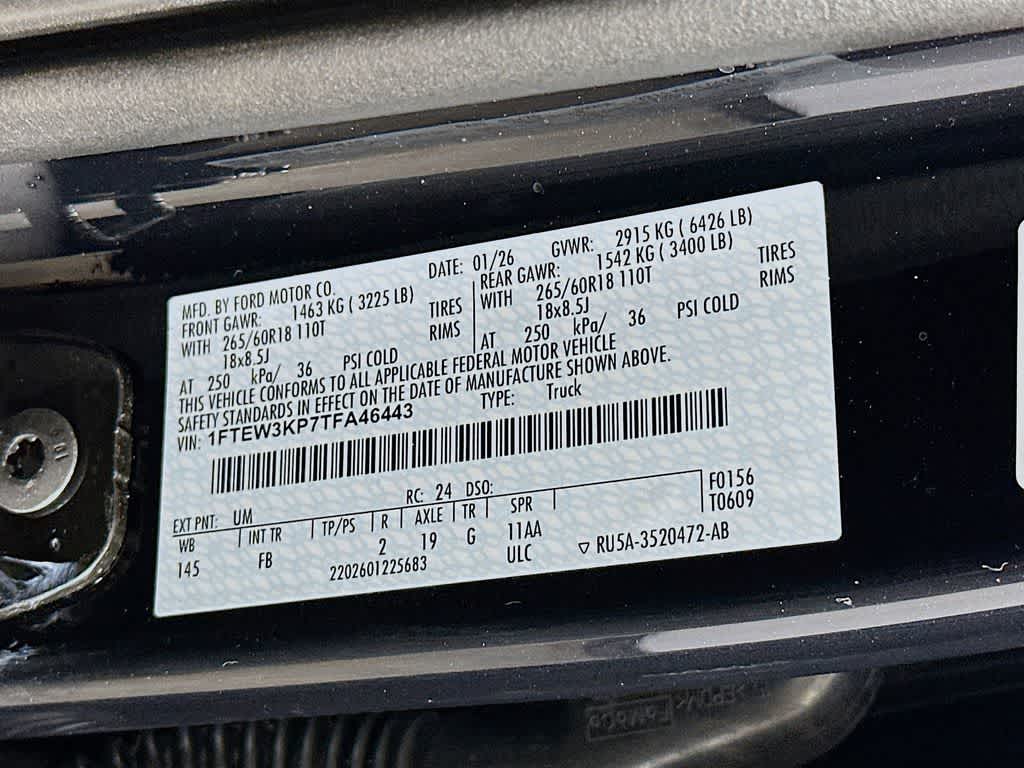 MFD. BY FORD MOTOR CO.
DATE: 01/26 GVWR: 2915 KG ( 6426 LB)
FRONT GAWR: 1463 KG ( 3225 LB)
REAR GAWR: 1542 KG ( 3400 LB)
WITH 265/60R18 110T TIRES
WITH 265/60R18 110T TIRES
18x8.5J RIMS
18x8.5J RIMS
AT 250 kPa/ 36 PSI COLD
AT 250 kPa/ 36 PSI COLD
THIS VEHICLE CONFORMS TO ALL APPLICABLE FEDERAL MOTOR VEHICLE
SAFETY STANDARDS IN EFFECT ON THE DATE OF MANUFACTURE SHOWN ABOVE.
VIN: 1FTEW3KP7TFA46443
TYPE: Truck
EXT PNT: UM RC: 24 DSO:
F0156
WB INT TR TP/PS R AXLE TR SPR
T0609
145 FB 2 19 G 11AA
2202601225683 ULC ▽ RU5A-3520472-AB